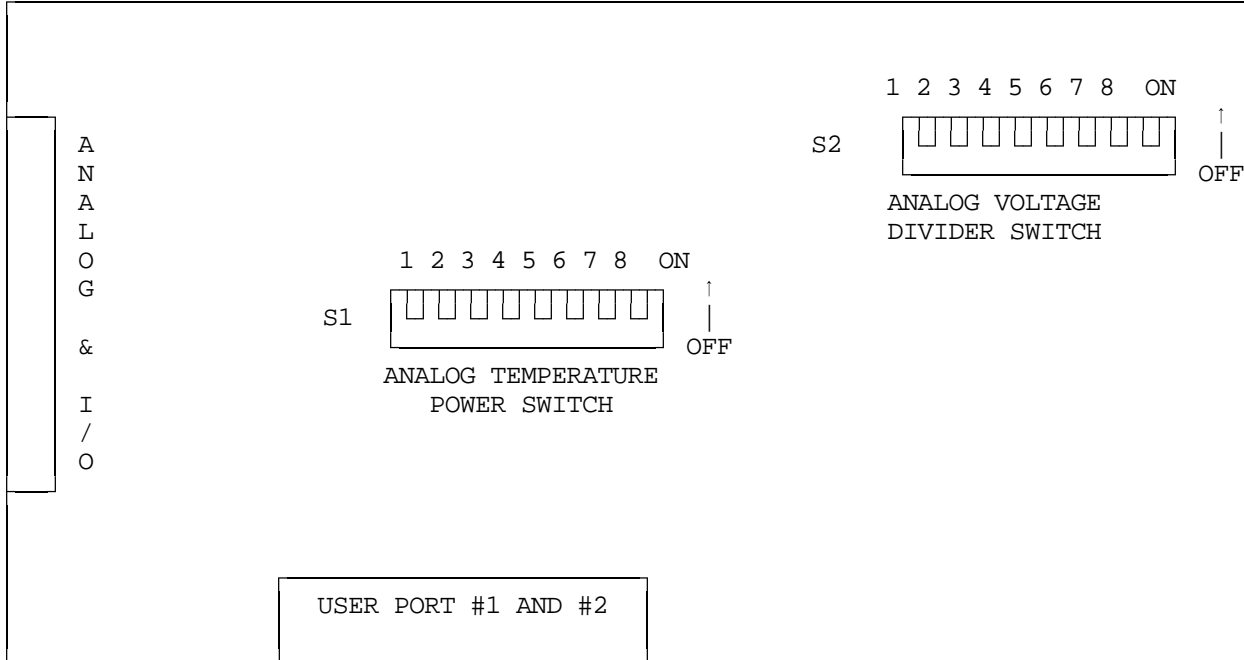 1 2 3 4 5 6 7 8 ON
↑
S2
OFF
ANALOG VOLTAGE
DIVIDER SWITCH
ANALOG & I/O
1 2 3 4 5 6 7 8 ON
↑
S1
OFF
ANALOG TEMPERATURE
POWER SWITCH
USER PORT #1 AND #2